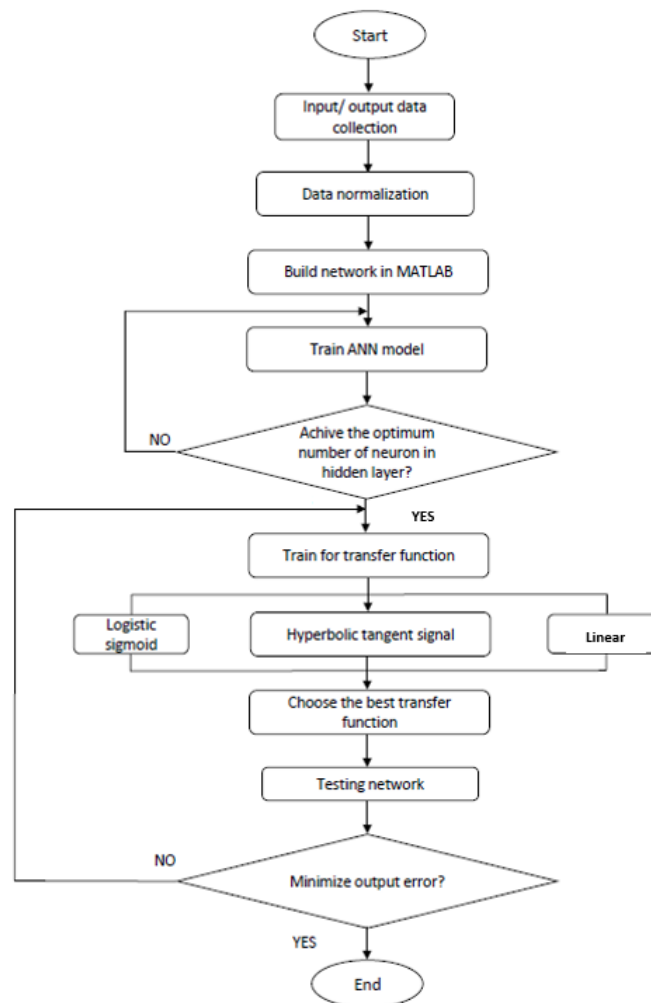 Start
Input/ output data
collection
Data normalization
Build network in MATLAB
Train ANN model
NO
Achive the optimum
number of neuron in
hidden layer?
YES
Train for transfer function
Logistic
sigmoid
Hyperbolic tangent signal
Linear
Choose the best transfer
function
Testing network
NO
Minimize output error?
YES
End